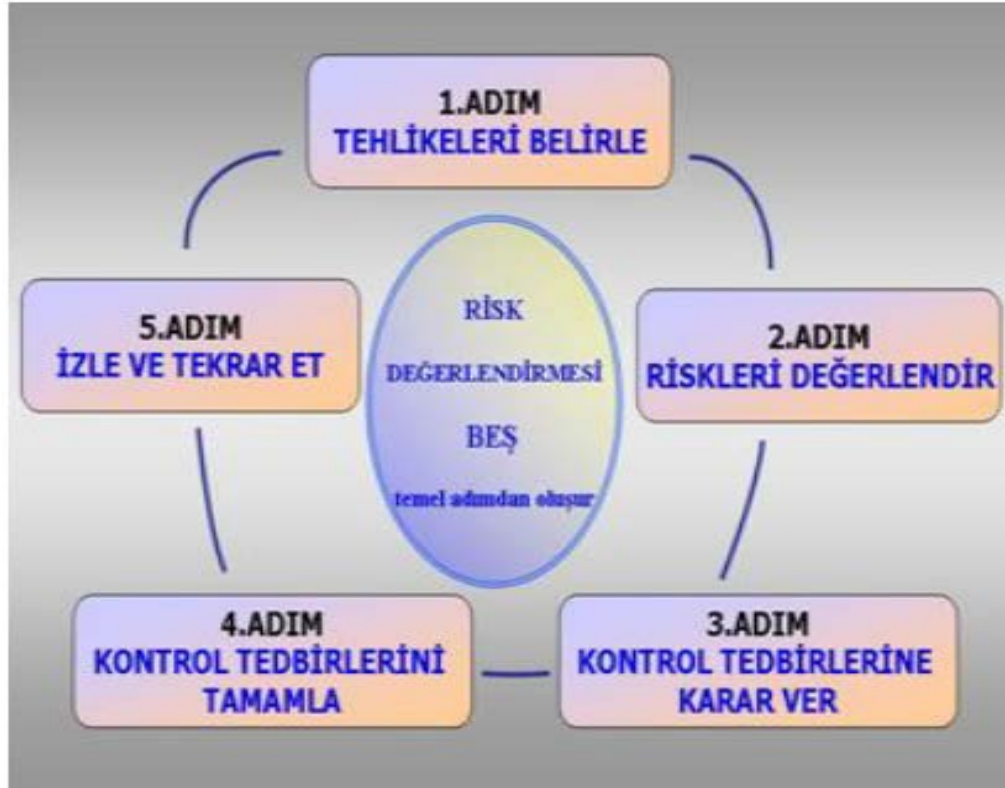 1.ADIM
TEHLİKELERİ BELİRLE
2.ADIM
RİSKLERİ DEĞERLENDİR
3.ADIM
KONTROL TEDBİRLERİNE
KARAR VER
4.ADIM
KONTROL TEDBİRLERİNİ
TAMAMLA
5.ADIM
İZLE VE TEKRAR ET
RİSK
DEĞERLENDİRMESİ
BEŞ
temel adımdan oluşur